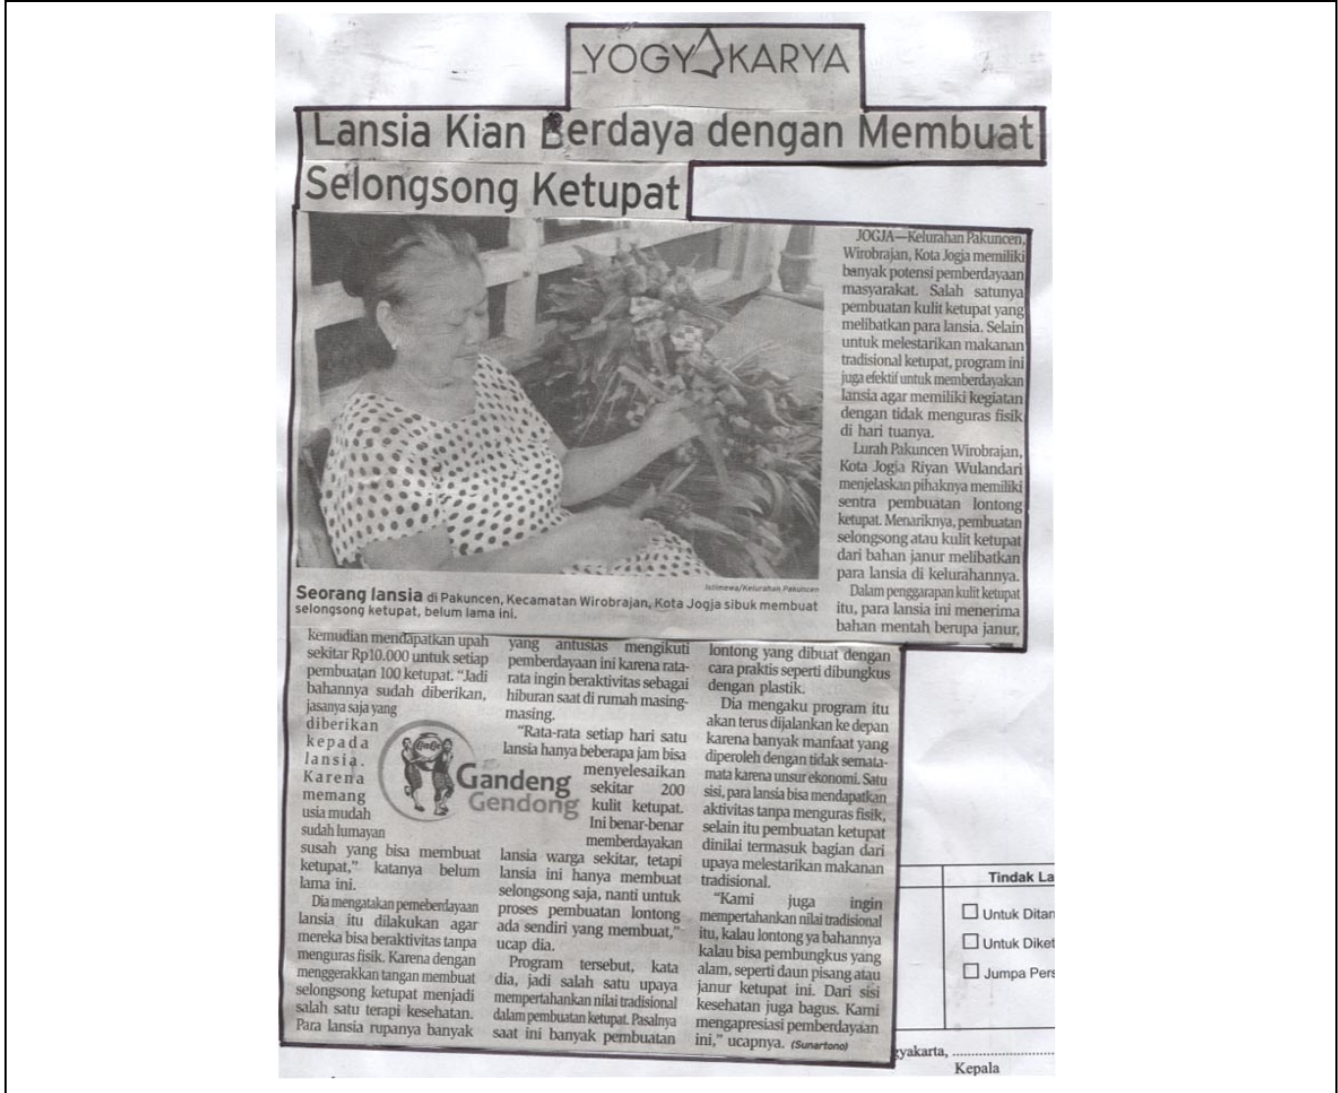 YOGYAKARYA
Lansia Kian Berdaya dengan Membuat
Selongsong Ketupat
JOGJA—Kelurahan Pakuncen,
Wirobrajan, Kota Jogja memiliki
banyak potensi pemberdayaan
masyarakat. Salah satunya
pembuatan kulit ketupat yang
melibatkan para lansia. Selain
untuk melestarikan makanan
tradisional ketupat, program ini
juga efektif untuk memberdayakan
lansia agar memiliki kegiatan
dengan tidak menguras fisik
di hari tuanya.
Lurah Pakuncen Wirobrajan,
Kota Jogja Riyan Wulandari
menjelaskan pihaknya memiliki
sentra pembuatan lontong
ketupat. Menariknya, pembuatan
selongsong atau kulit ketupat
dari bahan janur melibatkan
para lansia di kelurahannya.
Dalam penggarapan kulit ketupat
itu, para lansia ini menerima
bahan mentah berupa janur,
Istimewa/Kelurahan Pakuncen
Seorang lansia di Pakuncen, Kecamatan Wirobrajan, Kota Jogja sibuk membuat
selongsong ketupat, belum lama ini.
kemudian mendapatkan upah
sekitar Rp10.000 untuk setiap
pembuatan 100 ketupat. “Jadi
bahannya sudah diberikan,
jasanya saja yang
diberikan
kepada
lansia.
Karena
memang
usia mudah
sudah lumayan
susah yang bisa membuat
ketupat,” katanya belum
lama ini.
Dia mengatakan pemeberdayaan
lansia itu dilakukan agar
mereka bisa beraktivitas tanpa
menguras fisik. Karena dengan
menggerakkan tangan membuat
selongsong ketupat menjadi
salah satu terapi kesehatan.
Para lansia rupanya banyak
Gandeng
Gendong
yang antusias mengikuti
pemberdayaan ini karena rata-
rata ingin beraktivitas sebagai
hiburan saat di rumah masing-
masing.
“Rata-rata setiap hari satu
lansia hanya beberapa jam bisa
menyelesaikan
sekitar 200
kulit ketupat.
Ini benar-benar
memberdayakan
lansia warga sekitar, tetapi
lansia ini hanya membuat
selongsong saja, nanti untuk
proses pembuatan lontong
ada sendiri yang membuat,”
ucap dia.
Program tersebut, kata
dia, jadi salah satu upaya
mempertahankan nilai tradisional
dalam pembuatan ketupat. Pasalnya
saat ini banyak pembuatan
lontong yang dibuat dengan
cara praktis seperti dibungkus
dengan plastik.
Dia mengaku program itu
akan terus dijalankan ke depan
karena banyak manfaat yang
diperoleh dengan tidak semata-
mata karena unsur ekonomi. Satu
sisi, para lansia bisa mendapatkan
aktivitas tanpa menguras fisik,
selain itu pembuatan ketupat
dinilai termasuk bagian dari
upaya melestarikan makanan
tradisional.
“Kami juga ingin
mempertahankan nilai tradisional
itu, kalau lontong ya bahannya
kalau bisa pembungkus yang
alam, seperti daun pisang atau
janur ketupat ini. Dari sisi
kesehatan juga bagus. Kami
mengapresiasi pemberdayaan
ini,” ucapnya. (Sunartono)
Tindak La
Untuk Ditan
Untuk Diket
Jumpa Pers
gyakarta, ....................
Kepala